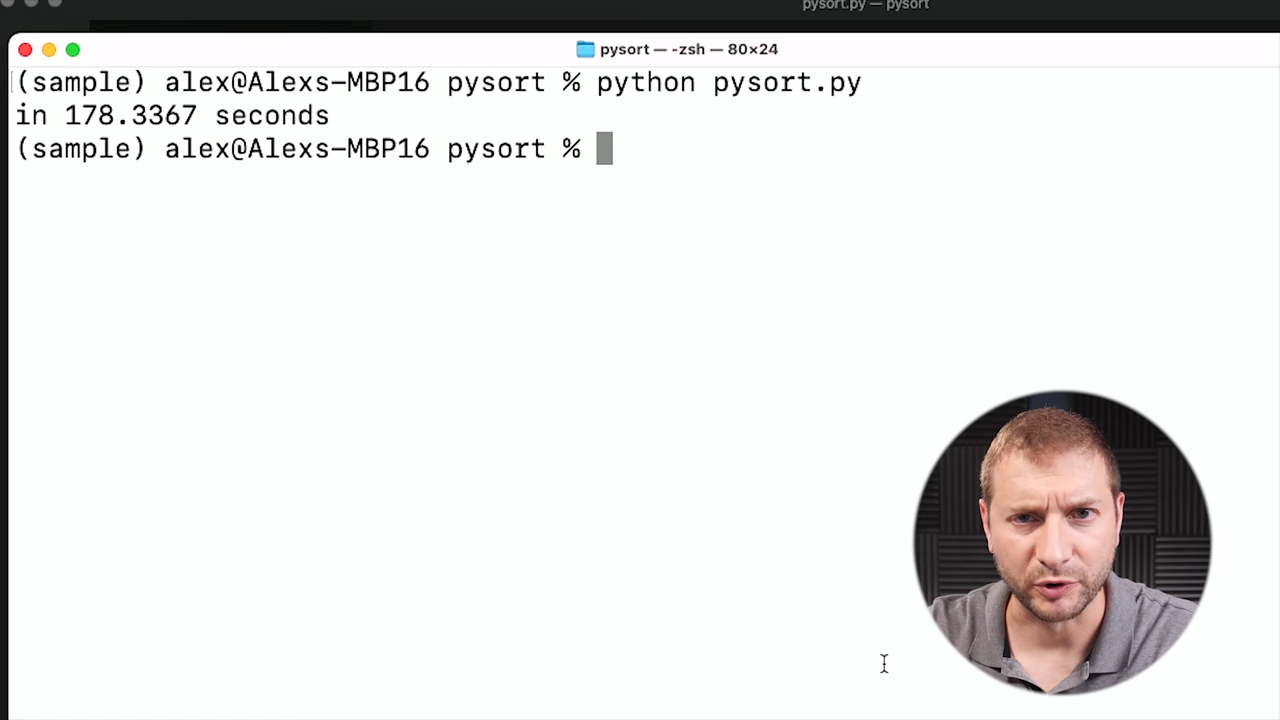 pysort.py — pysort
pysort — -zsh — 80×24
(sample) alex@Alexs-MBP16 pysort % python pysort.py
in 178.3367 seconds
(sample) alex@Alexs-MBP16 pysort %